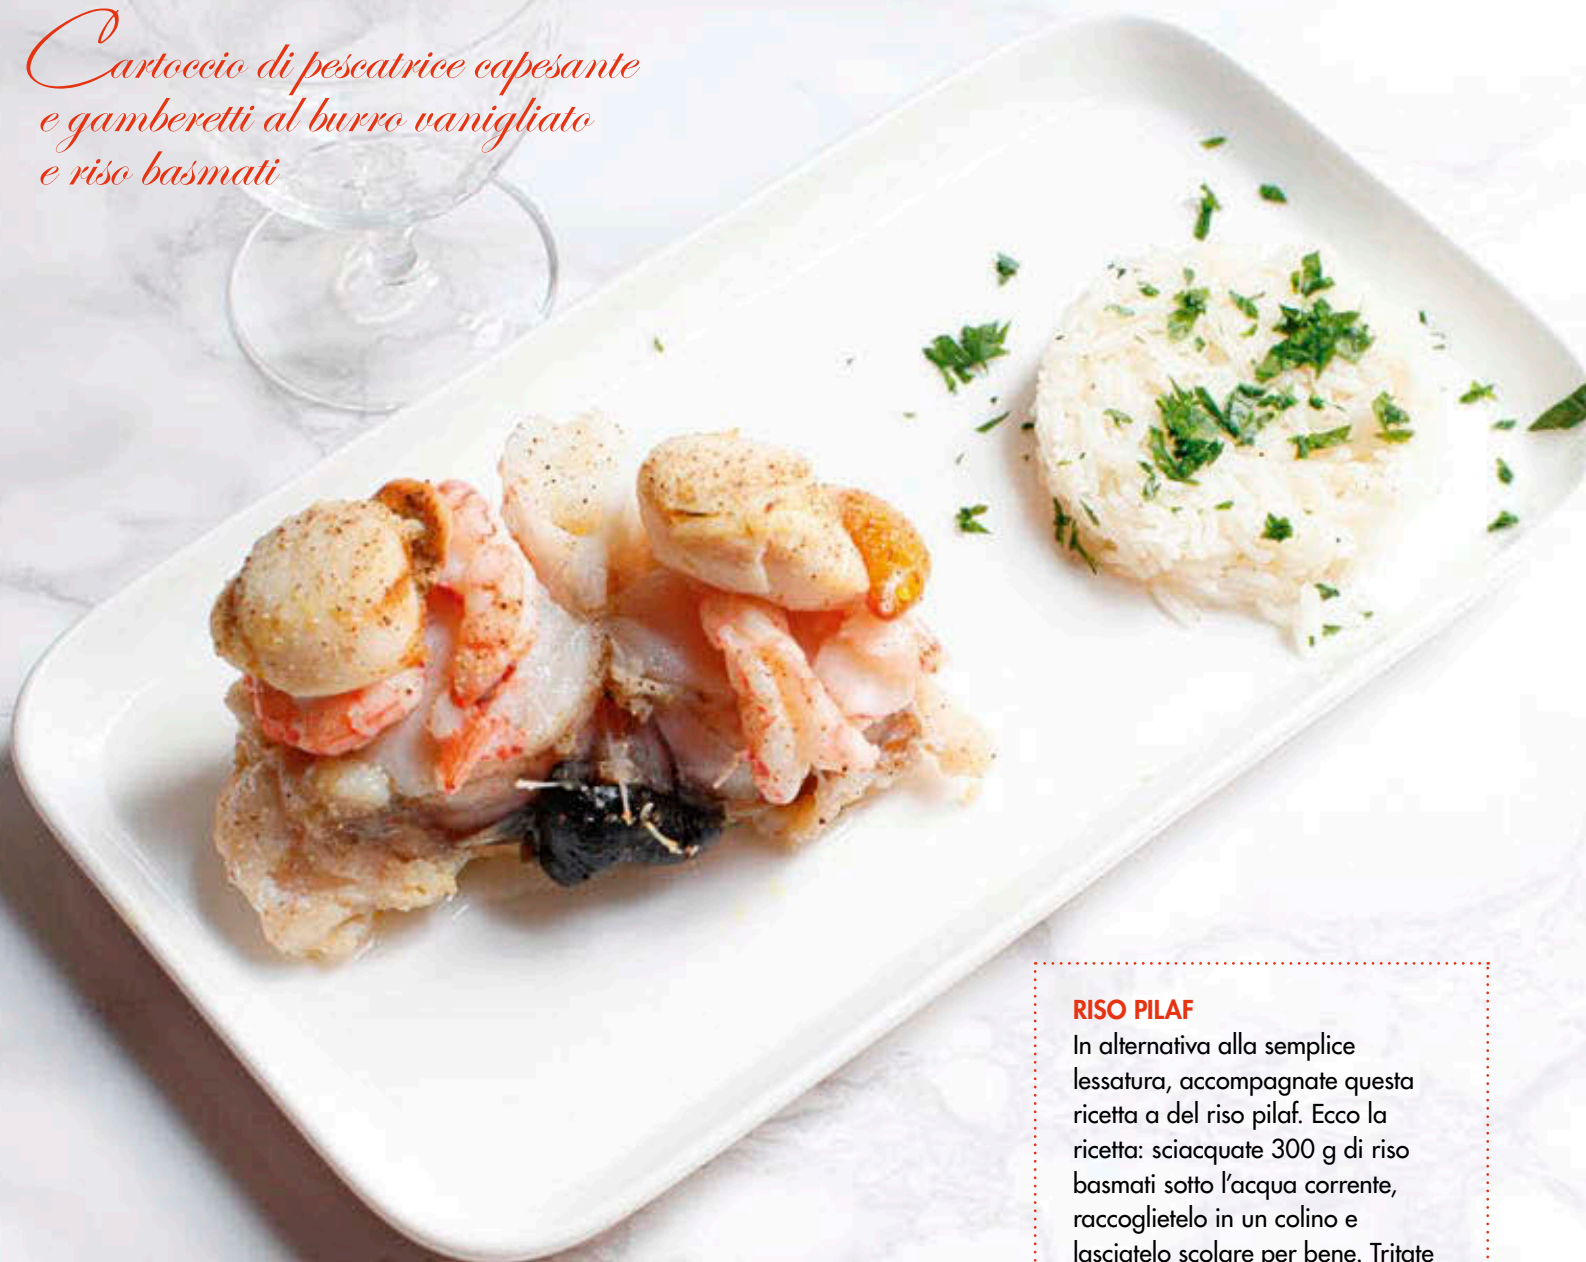 Cartoccio di pescatrice capesante
e gamberetti al burro vanigliato
e riso basmati
RISO PILAF
In alternativa alla semplice
lessatura, accompagnate questa
ricetta a del riso pilaf. Ecco la
ricetta: sciacquate 300 g di riso
basmati sotto l’acqua corrente,
raccoglietelo in un colino e
lasciatelo scolare per bene. Tritate